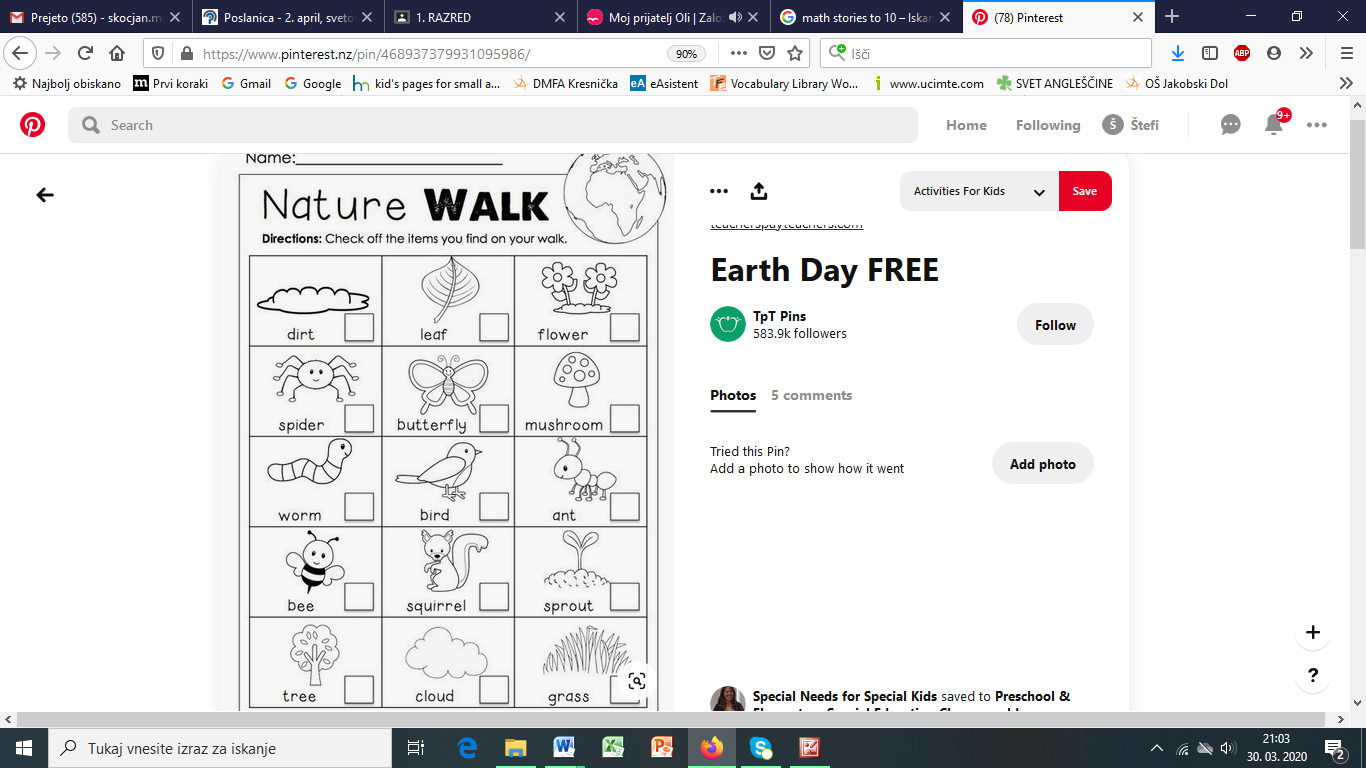 Prejeto (585) - skocjan.m
Poslanica - 2. april, sveto
1. RAZRED
Moj prijatelj Oli | Zalo
math stories to 10 – Iskan
(78) Pinterest
https://www.pinterest.nz/pin/468937379931095986/
90%
Išči
Najbolj obiskano
Prvi koraki
Gmail
Google
kid's pages for small a...
DMFA Kresnička
eAsistent
Vocabulary Library Wo...
www.ucimte.com
SVET ANGLEŠČINE
OŠ Jakobski Dol
Search
Home
Following
Š
Štefi
9+
Name:
Nature WALK
Directions: Check off the items you find on your walk.
dirt
leaf
flower
spider
butterfly
mushroom
worm
bird
ant
bee
squirrel
sprout
tree
cloud
grass
Activities For Kids
Save
teacherspayteachers.com
Earth Day FREE
TpT Pins
583.9k followers
Follow
Photos
5 comments
Tried this Pin?
Add a photo to show how it went
Add photo
Special Needs for Special Kids saved to Preschool &
Tukaj vnesite izraz za iskanje
21:03
30. 03. 2020
2